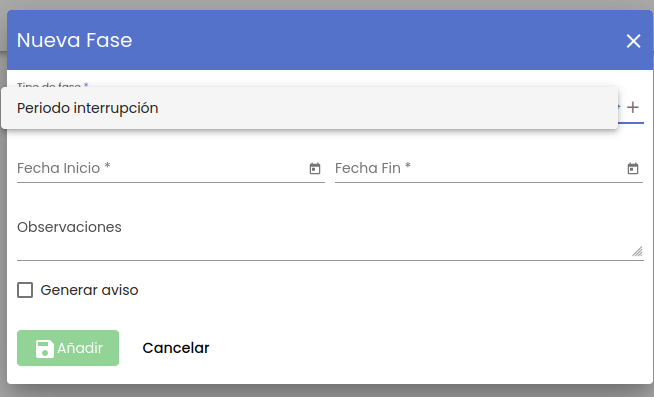 Nueva Fase
Tipo de fase *
Periodo interrupción
Fecha Inicio *
Fecha Fin *
Observaciones
Generar aviso
Añadir
Cancelar